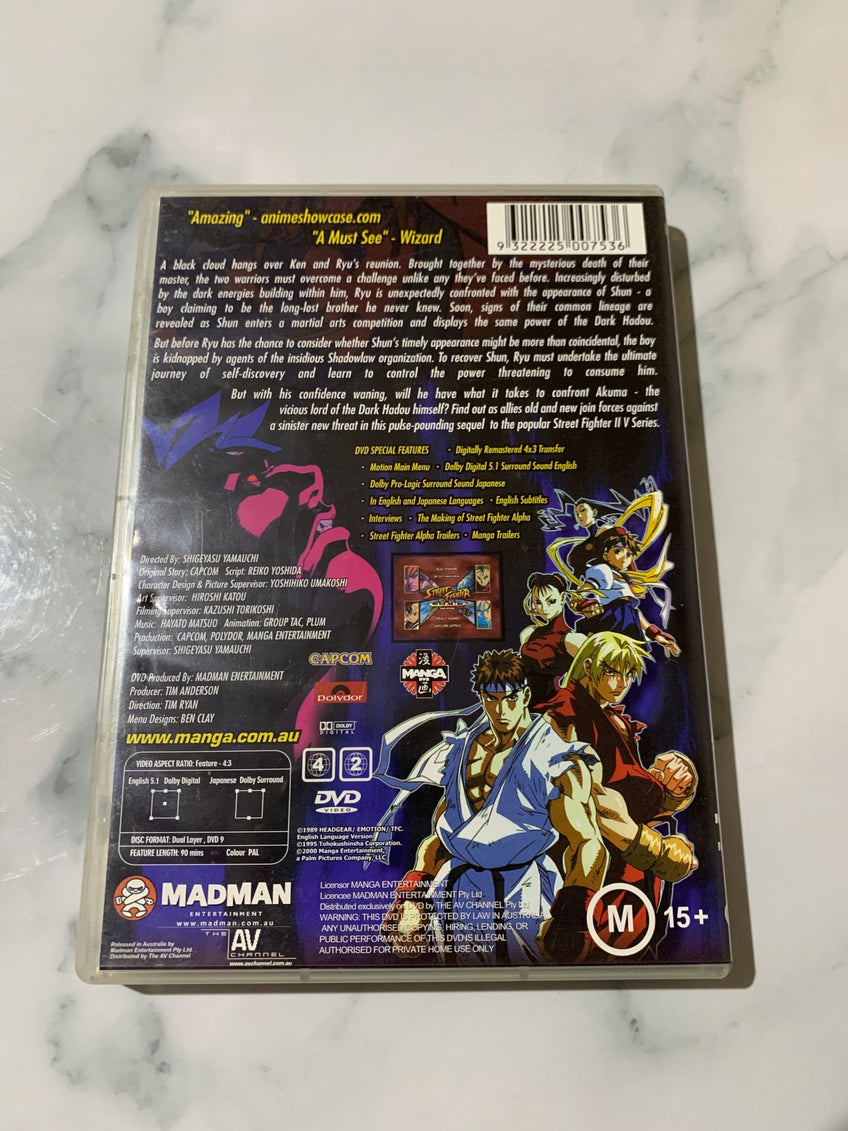 "Amazing" - animeshowcase.com
"A Must See" - Wizard
9 322225 007536
A black cloud hangs over Ken and Ryu's reunion. Brought together by the mysterious death of their
master, the two warriors must overcome a challenge unlike any they've faced before. Increasingly disturbed
by the dark energies building within him, Ryu is unexpectedly confronted with the appearance of Shun - a
boy claiming to be the long-lost brother he never knew. Soon, signs of their common lineage are
revealed as Shun enters a martial arts competition and displays the same power of the Dark Hadou.
But before Ryu has the chance to consider whether Shun's timely appearance might be more than coincidental, the boy
is kidnapped by agents of the insidious Shadowlaw organization. To recover Shun, Ryu must undertake the ultimate
journey of self-discovery and learn to control the power threatening to consume him.
But with his confidence waning, will he have what it takes to confront Akuma - the
vicious lord of the Dark Hadou himself? Find out as allies old and new join forces against
a sinister new threat in this pulse-pounding sequel to the popular Street Fighter II V Series.
DVD SPECIAL FEATURES • Digitally Remastered 4x3 Transfer
• Motion Main Menu • Dolby Digital 5.1 Surround Sound English
• Dolby Pro-Logic Surround Sound Japanese
• In English and Japanese Languages • English Subtitles
• Interviews • The Making of Street Fighter Alpha
• Street Fighter Alpha Trailers • Manga Trailers
Directed By: SHIGEYASU YAMAUCHI
Original Story: CAPCOM Script: REIKO YOSHIDA
Character Design & Picture Supervisor: YOSHIHIKO UMAKOSHI
Art Supervisor: HIROSHI KATOU
Filming Supervisor: KAZUSHI TORIKOSHI
Music: HAYATO MATSUO Animation: GROUP TAC, PLUM
Production: CAPCOM, POLYDOR, MANGA ENTERTAINMENT
Supervisor: SHIGEYASU YAMAUCHI
DVD Produced By: MADMAN ENERTAINMENT
Producer: TIM ANDERSON
Direction: TIM RYAN
Menu Designs: BEN CLAY
www.manga.com.au
STREET FIGHTER
CAPCOM
漫
MANGA
画
Polydor
DOLBY
DIGITAL
4 2
DVD
VIDEO
VIDEO ASPECT RATIO: Feature - 4:3
English 5.1 Dolby Digital Japanese Dolby Surround
DISC FORMAT: Dual Layer, DVD 9
FEATURE LENGTH: 90 mins Colour PAL
©1989 HEADGEAR/ EMOTION/ TFC.
English Language Version
©1995 Tohokushinsha Corporation.
©2000 Manga Entertainment,
a Palm Pictures Company, LLC
MADMAN
ENTERTAINMENT
www.madman.com.au
THE
AV
CHANNEL
www.avchannel.com.au
Released in Australia by
Madman Entertainment Pty Ltd.
Distributed by The AV Channel
Licensor MANGA ENTERTAINMENT
Licencee MADMAN ENTERTAINMENT Pty Ltd
Distributed exclusively on DVD by THE AV CHANNEL Pty Ltd
WARNING: THIS DVD IS PROTECTED BY LAW IN AUSTRALIA
ANY UNAUTHORISED COPYING, HIRING, LENDING, OR
PUBLIC PERFORMANCE OF THIS DVD IS ILLEGAL
AUTHORISED FOR PRIVATE HOME USE ONLY
M 15+